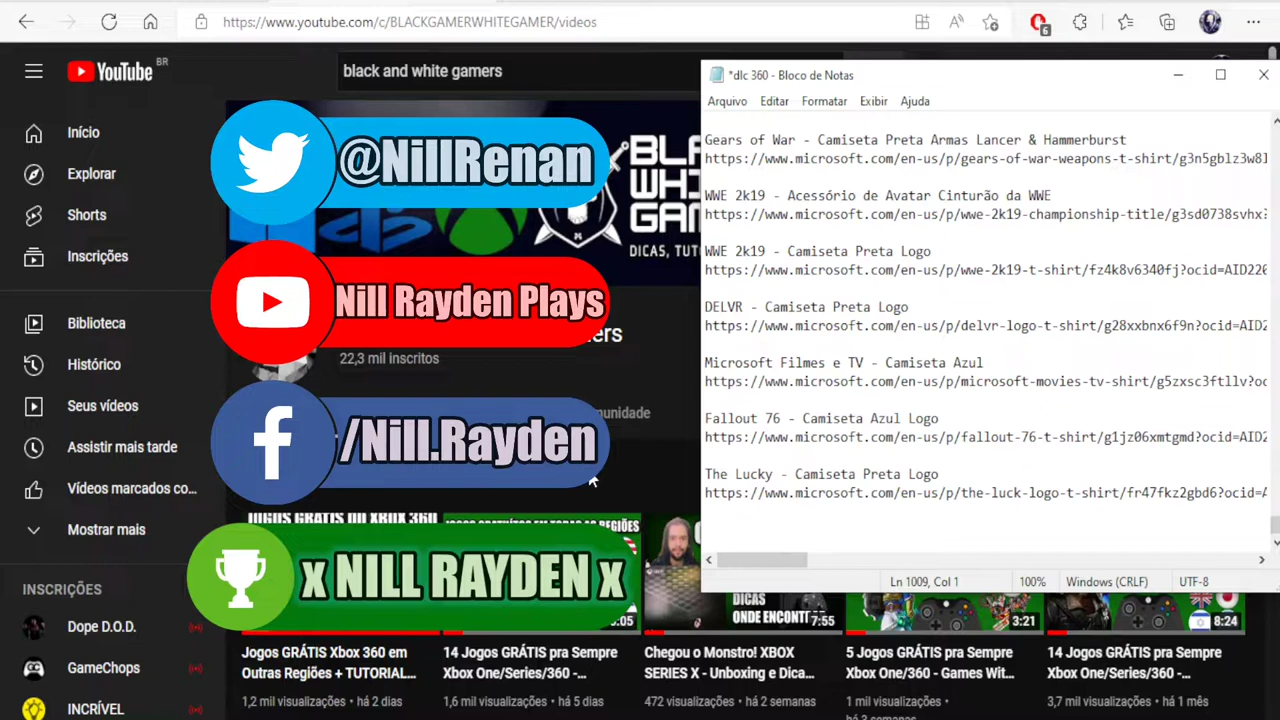 https://www.youtube.com/c/BLACKGAMERWHITEGAMER/videos
6
YouTube BR
black and white gamers
Início
Explorar
Shorts
Inscrições
Biblioteca
Histórico
Seus vídeos
Assistir mais tarde
Vídeos marcados co...
Mostrar mais
INSCRIÇÕES
Dope D.O.D.
GameChops
INCRÍVEL
@NillRenan
Nill Rayden Plays
22,3 mil inscritos
/Nill.Rayden
x NILL RAYDEN x
*dlc 360 - Bloco de Notas
Arquivo Editar Formatar Exibir Ajuda
Gears of War - Camiseta Preta Armas Lancer & Hammerburst
https://www.microsoft.com/en-us/p/gears-of-war-weapons-t-shirt/g3n5gblz3w8l
WWE 2k19 - Acessório de Avatar Cinturão da WWE
https://www.microsoft.com/en-us/p/wwe-2k19-championship-title/g3sd0738svhx?
WWE 2k19 - Camiseta Preta Logo
https://www.microsoft.com/en-us/p/wwe-2k19-t-shirt/fz4k8v6340fj?ocid=AID226
DELVR - Camiseta Preta Logo
https://www.microsoft.com/en-us/p/delvr-logo-t-shirt/g28xxbnx6f9n?ocid=AID2
Microsoft Filmes e TV - Camiseta Azul
https://www.microsoft.com/en-us/p/microsoft-movies-tv-shirt/g5zxsc3ftllv?oc
Fallout 76 - Camiseta Azul Logo
https://www.microsoft.com/en-us/p/fallout-76-t-shirt/g1jz06xmtgmd?ocid=AID2
The Lucky - Camiseta Preta Logo
https://www.microsoft.com/en-us/p/the-luck-logo-t-shirt/fr47fkz2gbd6?ocid=A
Ln 1009, Col 1 100% Windows (CRLF) UTF-8
DICAS
7:55
3:21
8:24
Jogos GRÁTIS Xbox 360 em
Outras Regiões + TUTORIAL...
1,2 mil visualizações • há 2 dias
14 Jogos GRÁTIS pra Sempre
Xbox One/Series/360 -...
1,6 mil visualizações • há 5 dias
Chegou o Monstro! XBOX
SERIES X - Unboxing e Dica...
472 visualizações • há 2 semanas
5 Jogos GRÁTIS pra Sempre
Xbox One/360 - Games Wit...
14 Jogos GRÁTIS pra Sempre
Xbox One/Series/360 -...
3,7 mil visualizações • há 1 mês